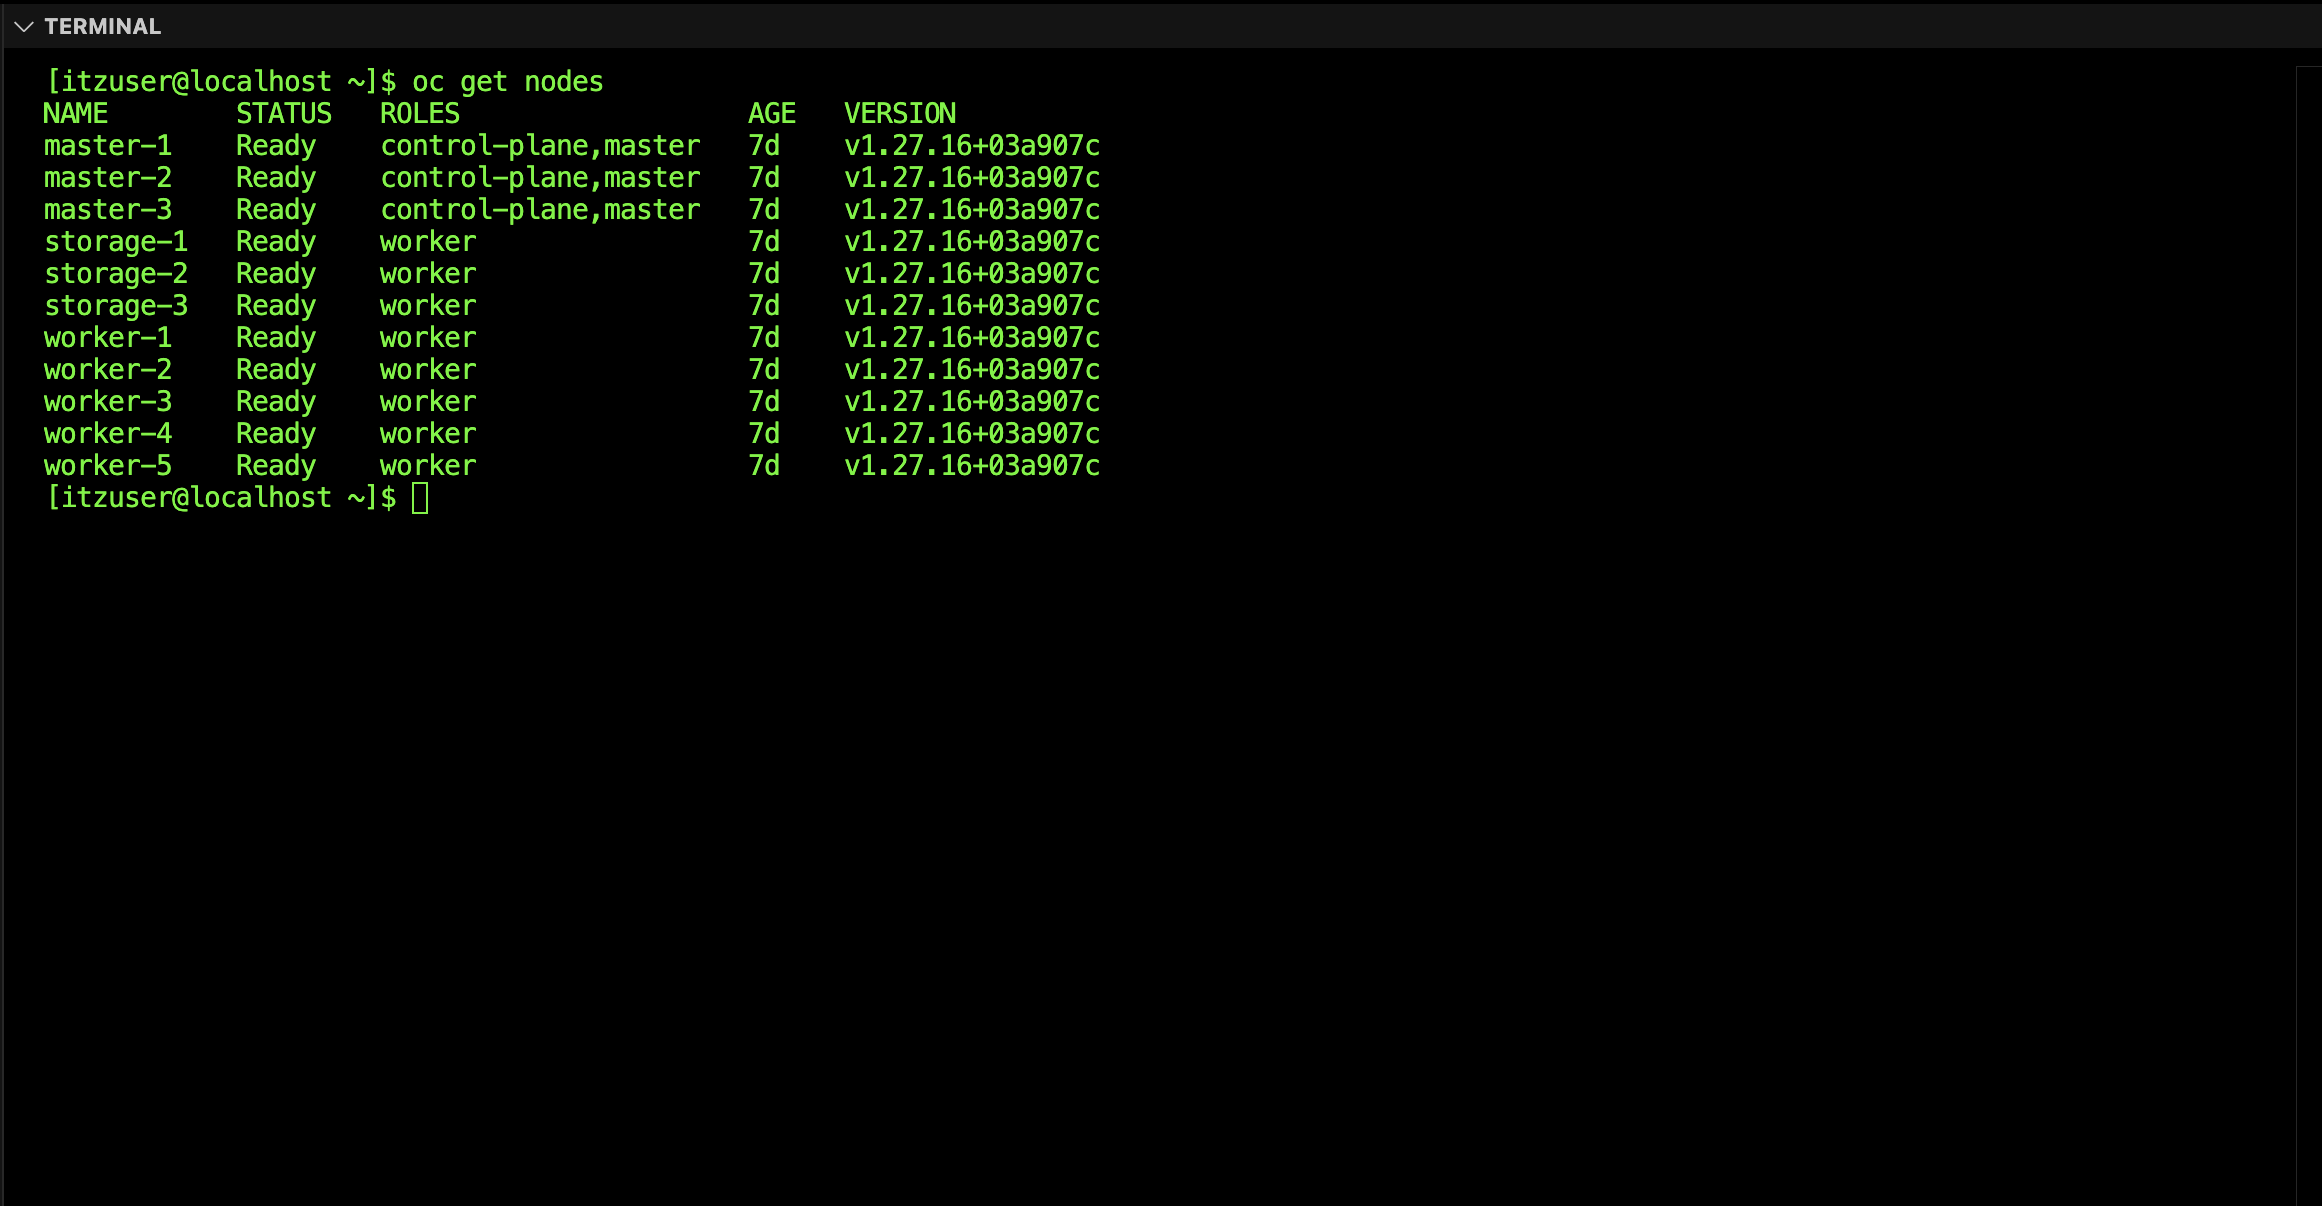 TERMINAL
[itzuser@localhost ~]$ oc get nodes
NAME        STATUS   ROLES                  AGE   VERSION
master-1    Ready    control-plane,master   7d    v1.27.16+03a907c
master-2    Ready    control-plane,master   7d    v1.27.16+03a907c
master-3    Ready    control-plane,master   7d    v1.27.16+03a907c
storage-1   Ready    worker                 7d    v1.27.16+03a907c
storage-2   Ready    worker                 7d    v1.27.16+03a907c
storage-3   Ready    worker                 7d    v1.27.16+03a907c
worker-1    Ready    worker                 7d    v1.27.16+03a907c
worker-2    Ready    worker                 7d    v1.27.16+03a907c
worker-3    Ready    worker                 7d    v1.27.16+03a907c
worker-4    Ready    worker                 7d    v1.27.16+03a907c
worker-5    Ready    worker                 7d    v1.27.16+03a907c
[itzuser@localhost ~]$